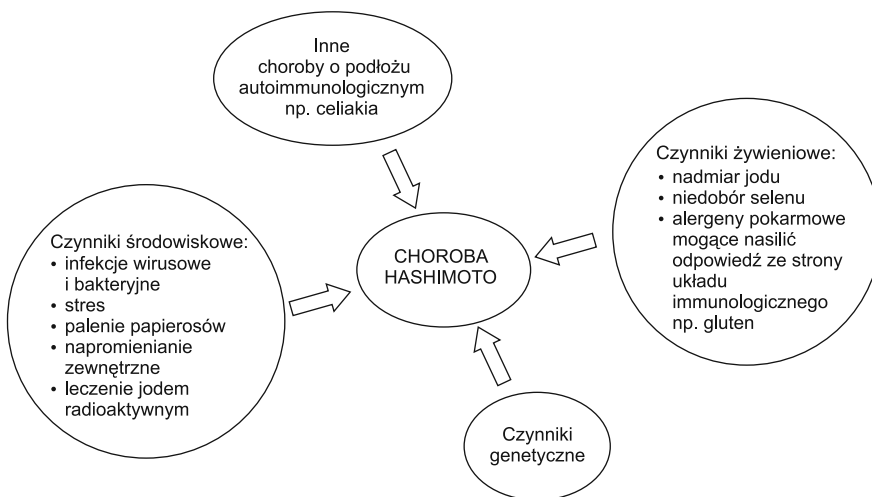 Inne
choroby o podłożu
autoimmunologicznym
np. celiakia
Czynniki żywieniowe:
• nadmiar jodu
• niedobór selenu
• alergeny pokarmowe
mogące nasilić
odpowiedź ze strony
układu
immunologicznego
np. gluten
Czynniki środowiskowe:
• infekcje wirusowe
i bakteryjne
• stres
• palenie papierosów
• napromienianie
zewnętrzne
• leczenie jodem
radioaktywnym
CHOROBA
HASHIMOTO
Czynniki
genetyczne